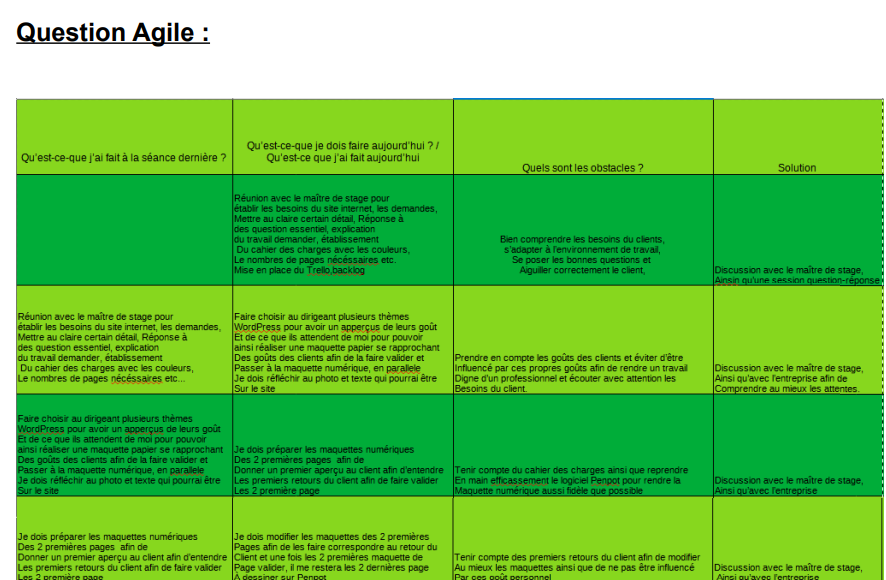 Question Agile :
Qu'est-ce-que j'ai fait à la séance dernière ?
Qu'est-ce-que je dois faire aujourd'hui ? /
Qu'est-ce que j'ai fait aujourd'hui
Quels sont les obstacles ?
Solution
Réunion avec le maître de stage pour
établir les besoins du site internet, les demandes,
Mettre au claire certain détail, Réponse à
des question essentiel, explication
du travail demander, établissement
Du cahier des charges avec les couleurs,
Le nombres de pages nécéssaires etc.
Mise en place du Trello,backlog
Bien comprendre les besoins du clients,
s'adapter à l'environnement de travail,
Se poser les bonnes questions et
Aiguiller correctement le client,
Discussion avec le maître de stage,
Ainsin qu'une session question-réponse
Réunion avec le maître de stage pour
établir les besoins du site internet, les demandes,
Mettre au claire certain détail, Réponse à
des question essentiel, explication
du travail demander, établissement
Du cahier des charges avec les couleurs,
Le nombres de pages nécéssaires etc...
Faire choisir au dirigeant plusieurs thèmes
WordPress pour avoir un apperçus de leurs goût
Et de ce que ils attendent de moi pour pouvoir
ainsi réaliser une maquette papier se rapprochant
Des goûts des clients afin de la faire valider et
Passer à la maquette numérique, en parallele
Je dois réfléchir au photo et texte qui pourrai être
Sur le site
Prendre en compte les goûts des clients et éviter d'être
Influencé par ces propres goûts afin de rendre un travail
Digne d'un professionnel et écouter avec attention les
Besoins du client.
Discussion avec le maître de stage,
Ainsi qu'avec l'entreprise afin de
Comprendre au mieux les attentes.
Faire choisir au dirigeant plusieurs thèmes
WordPress pour avoir un apperçus de leurs goût
Et de ce que ils attendent de moi pour pouvoir
ainsi réaliser une maquette papier se rapprochant
Des goûts des clients afin de la faire valider et
Passer à la maquette numérique, en parallele
Je dois réfléchir au photo et texte qui pourrai être
Sur le site
Je dois préparer les maquettes numériques
Des 2 premières pages afin de
Donner un premier aperçu au client afin d'entendre
Les premiers retours du client afin de faire valider
Les 2 première page
Tenir compte du cahier des charges ainsi que reprendre
En main efficassement le logiciel Penpot pour rendre la
Maquette numérique aussi fidèle que possible
Discussion avec le maître de stage,
Ainsi qu'avec l'entreprise
Je dois préparer les maquettes numériques
Des 2 premières pages afin de
Donner un premier aperçu au client afin d'entendre
Les premiers retours du client afin de faire valider
Les 2 première page
Je dois modifier les maquettes des 2 premières
Pages afin de les faire correspondre au retour du
Client et une fois les 2 premières maquette de
Page valider, il me restera les 2 dernières page
À dessiner sur Penpot
Tenir compte des premiers retours du client afin de modifier
Au mieux les maquettes ainsi que de ne pas être influencé
Par ces goût personnel
Discussion avec le maître de stage,
Ainsi qu'avec l'entreprise